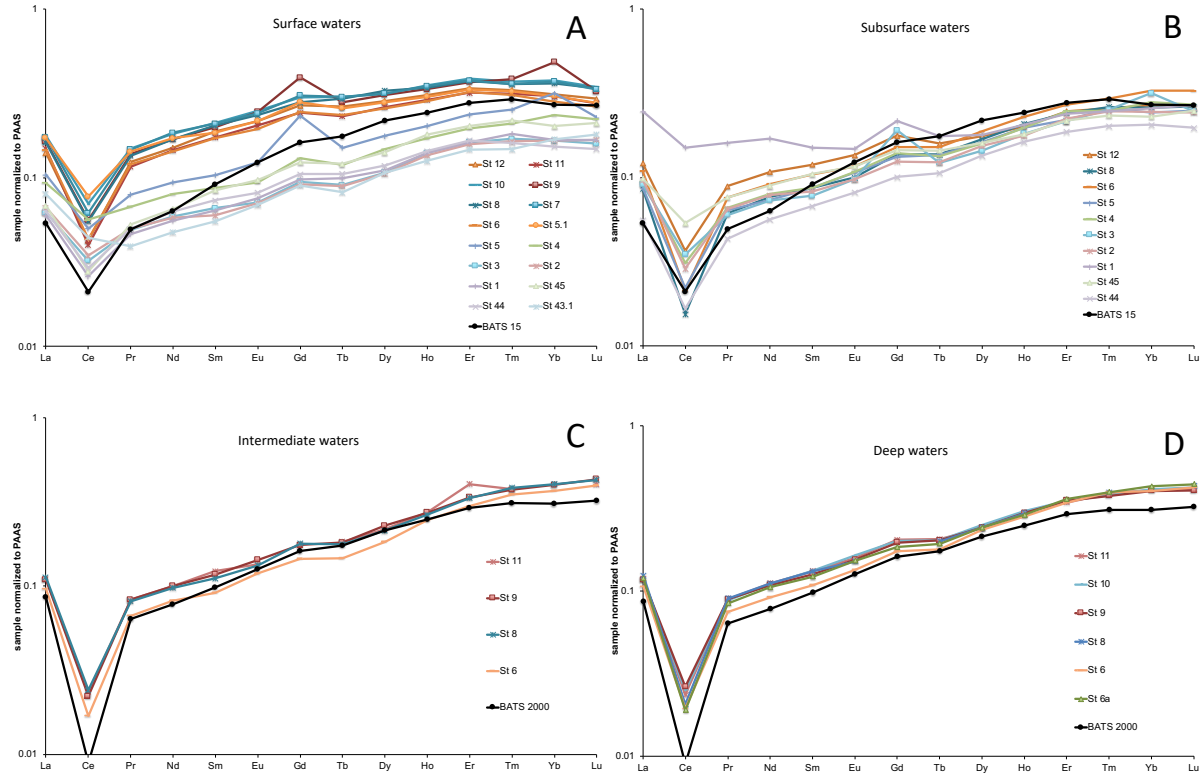 Surface waters
A
1
0.1
0.01
sample normalized to PAAS
La Ce Pr Nd Sm Eu Gd Tb Dy Ho Er Tm Yb Lu
St 12 St 11
St 10 St 9
St 8 St 7
St 6 St 5.1
St 5 St 4
St 3 St 2
St 1 St 45
St 44 St 43.1
BATS 15
Subsurface waters
B
1
0.1
0.01
sample normalized to PAAS
La Ce Pr Nd Sm Eu Gd Tb Dy Ho Er Tm Yb Lu
St 12
St 8
St 6
St 5
St 4
St 3
St 2
St 1
St 45
St 44
BATS 15
Intermediate waters
C
1
0.1
0.01
sample normalized to PAAS
La Ce Pr Nd Sm Eu Gd Tb Dy Ho Er Tm Yb Lu
St 11
St 9
St 8
St 6
BATS 2000
Deep waters
D
1
0.1
0.01
sample normalized to PAAS
La Ce Pr Nd Sm Eu Gd Tb Dy Ho Er Tm Yb Lu
St 11
St 10
St 9
St 8
St 6
St 6a
BATS 2000